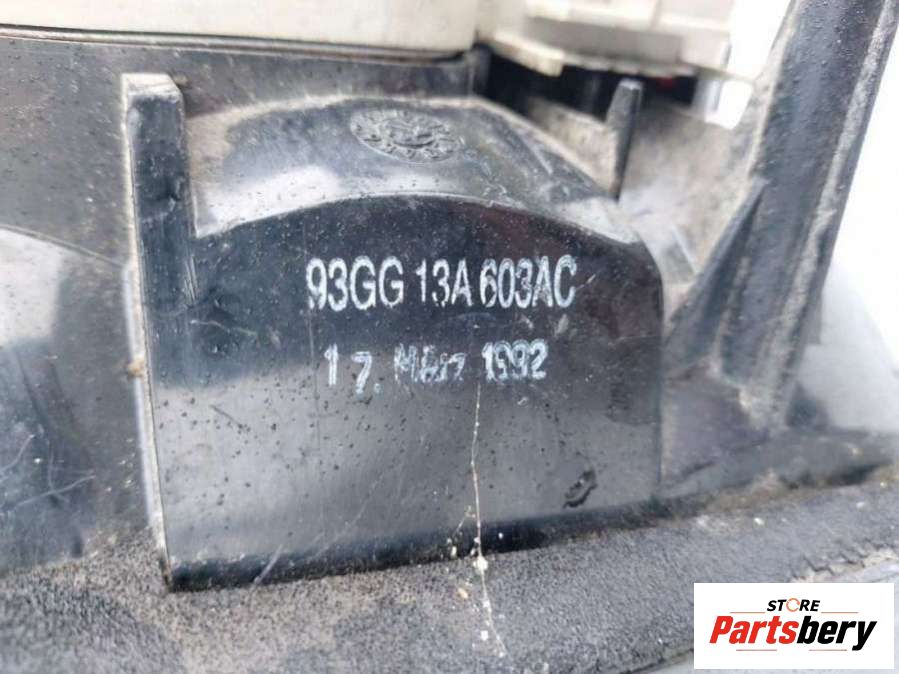 93GG 13A 603AC
17. März 1992
STORE
Partsbery